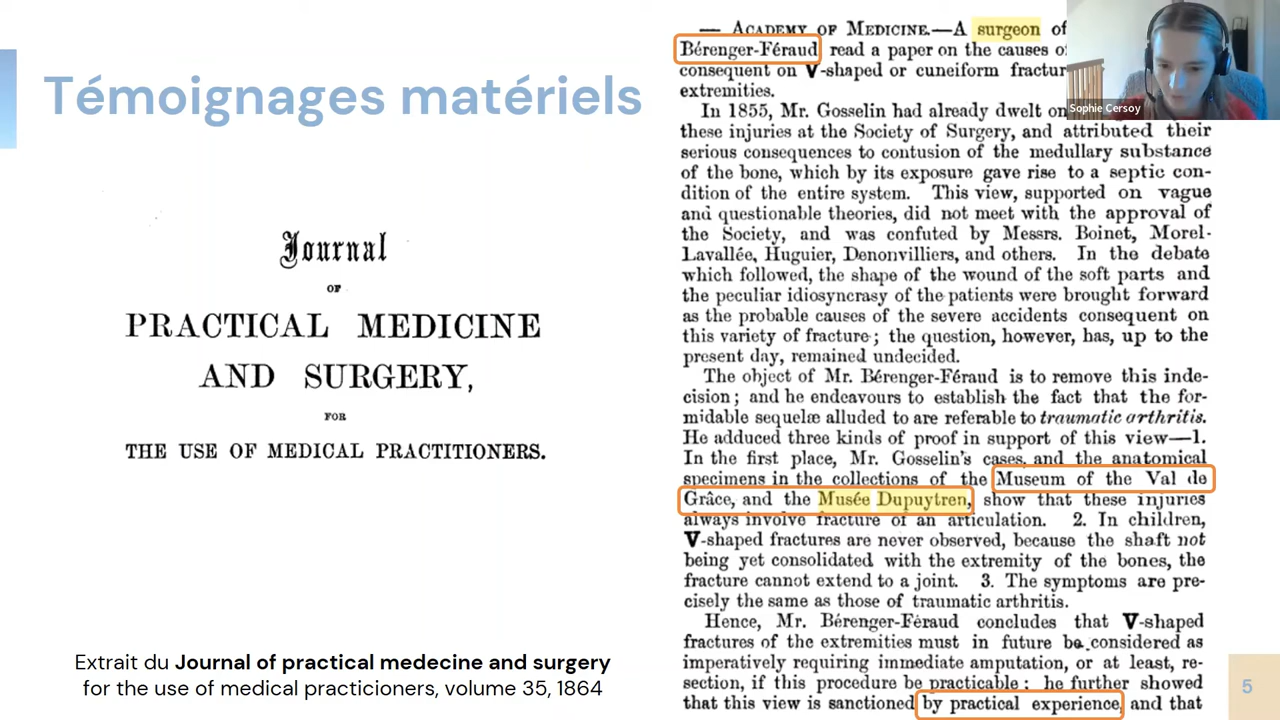 Témoignages matériels
Journal
OF
PRACTICAL MEDICINE
AND SURGERY,
FOR
THE USE OF MEDICAL PRACTITIONERS.
Extrait du Journal of practical medecine and surgery
for the use of medical practicioners, volume 35, 1864
— ACADEMY OF MEDICINE.—A surgeon of
Bérenger-Féraud read a paper on the causes of
consequent on V-shaped or cuneiform
extremities.
In 1855, Mr. Gosselin had already dwelt on
these injuries at the Society of Surgery, and attributed their
serious consequences to contusion of the medullary substance
of the bone, which by its exposure gave rise to a septic con-
dition of the entire system. This view, supported on vague
and questionable theories, did not meet with the approval of
the Society, and was confuted by Messrs. Boinet, Morel-
Lavallée, Huguier, Denonvilliers, and others. In the debate
which followed, the shape of the wound of the soft parts and
the peculiar idiosyncrasy of the patients were brought forward
as the probable causes of the severe accidents consequent on
this variety of fracture; the question, however, has, up to the
present day, remained undecided.
The object of Mr. Bérenger-Féraud is to remove this inde-
cision; and he endeavours to establish the fact that the for-
midable sequelæ alluded to are referable to traumatic arthritis.
He adduced three kinds of proof in support of this view—1.
In the first place, Mr. Gosselin's cases, and the anatomical
specimens in the collections of the Museum of the Val de
Grâce, and the Musée Dupuytren, show that these injuries
always involve fracture of an articulation. 2. In children,
V-shaped fractures are never observed, because the shaft not
being yet consolidated with the extremity of the bones, the
fracture cannot extend to a joint. 3. The symptoms are pre-
cisely the same as those of traumatic arthritis.
Hence, Mr. Bérenger-Féraud concludes that V-shaped
fractures of the extremities must in future be considered as
imperatively requiring immediate amputation, or at least, re-
section, if this procedure be practicable; he further showed
that this view is sanctioned by practical experience, and that
Sophie Cersoy
5